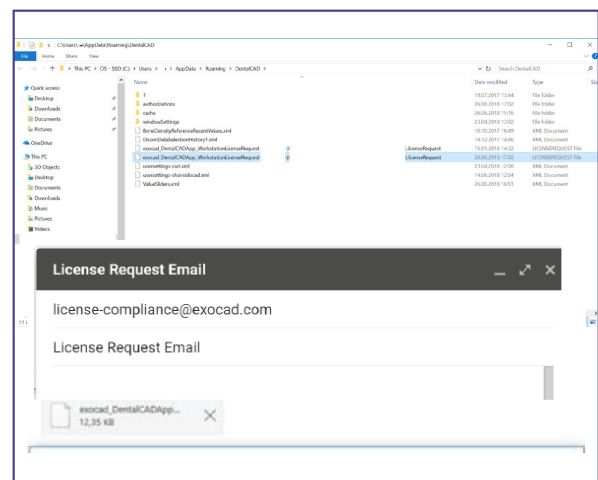 C:\Users\ \AppData\Roaming\DentalCAD
File Home Share View
This PC > OS - SSD (C:) > Users > > AppData > Roaming > DentalCAD >
Search DentalCAD
Name Date modified Type
Quick access
Desktop
Downloads
Documents
Pictures
OneDrive
This PC
3D Objects
Desktop
Documents
Downloads
Music
Pictures
Videos
1 19.07.2018 13:44 File folder
authorizations 26.06.2018 17:02 File folder
cache 26.06.2018 15:16 File folder
windowSettings 23.04.2018 13:02 File folder
BoneDensityReferenceRecentValues.xml 18.10.2017 16:49 XML Document
DicomDataSelectionHistory1.xml 18.12.2017 14:46 XML Document
exocad_DentalCADApp_WorkstationLicenseRequest- .LicenseRequest 15.01.2018 14:32 LICENSEREQUEST File
exocad_DentalCADApp_WorkstationLicenseRequest- .LicenseRequest 26.06.2018 17:02 LICENSEREQUEST File
usersettings-cad.xml 23.04.2018 12:06 XML Document
usersettings-chairsidecad.xml 14.06.2018 12:04 XML Document
ValueSliders.xml 26.06.2018 16:51 XML Document
License Request Email
license-compliance@exocad.com
License Request Email
exocad_DentalCADApp...
12,35 KB